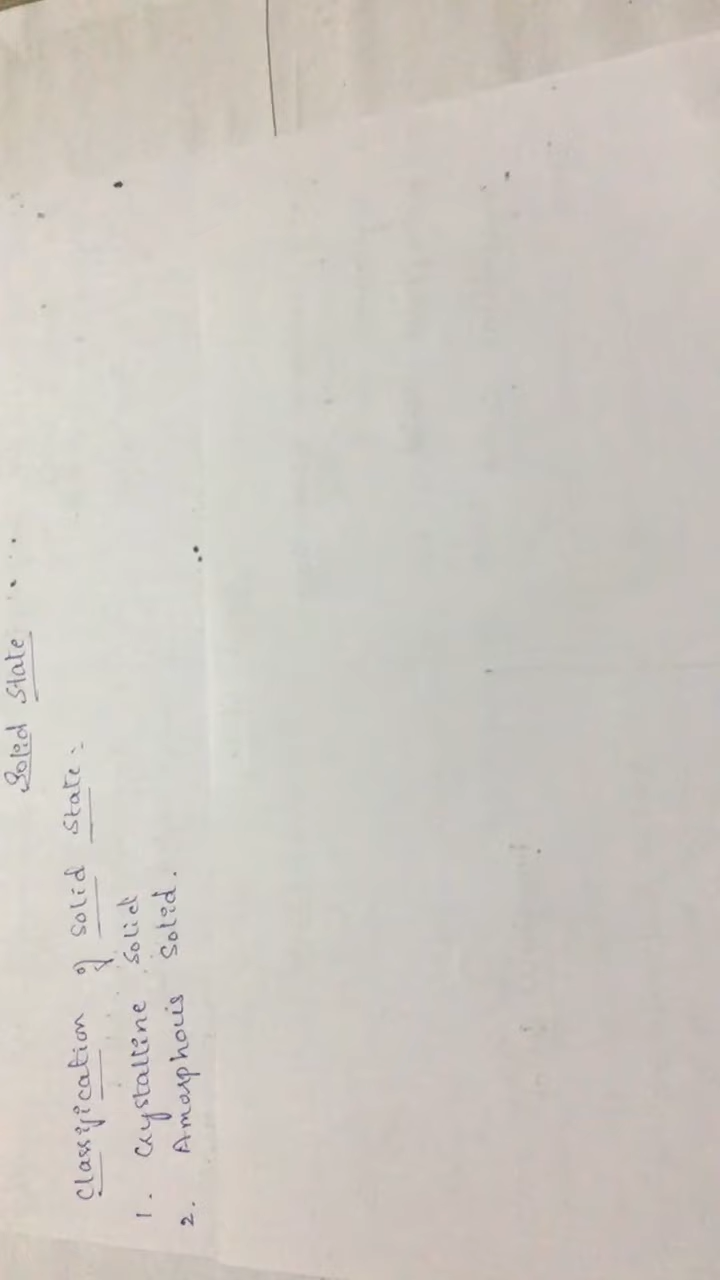 Solid State
Classification of Solid State:
1. Crystalline Solid
2. Amorphous Solid.